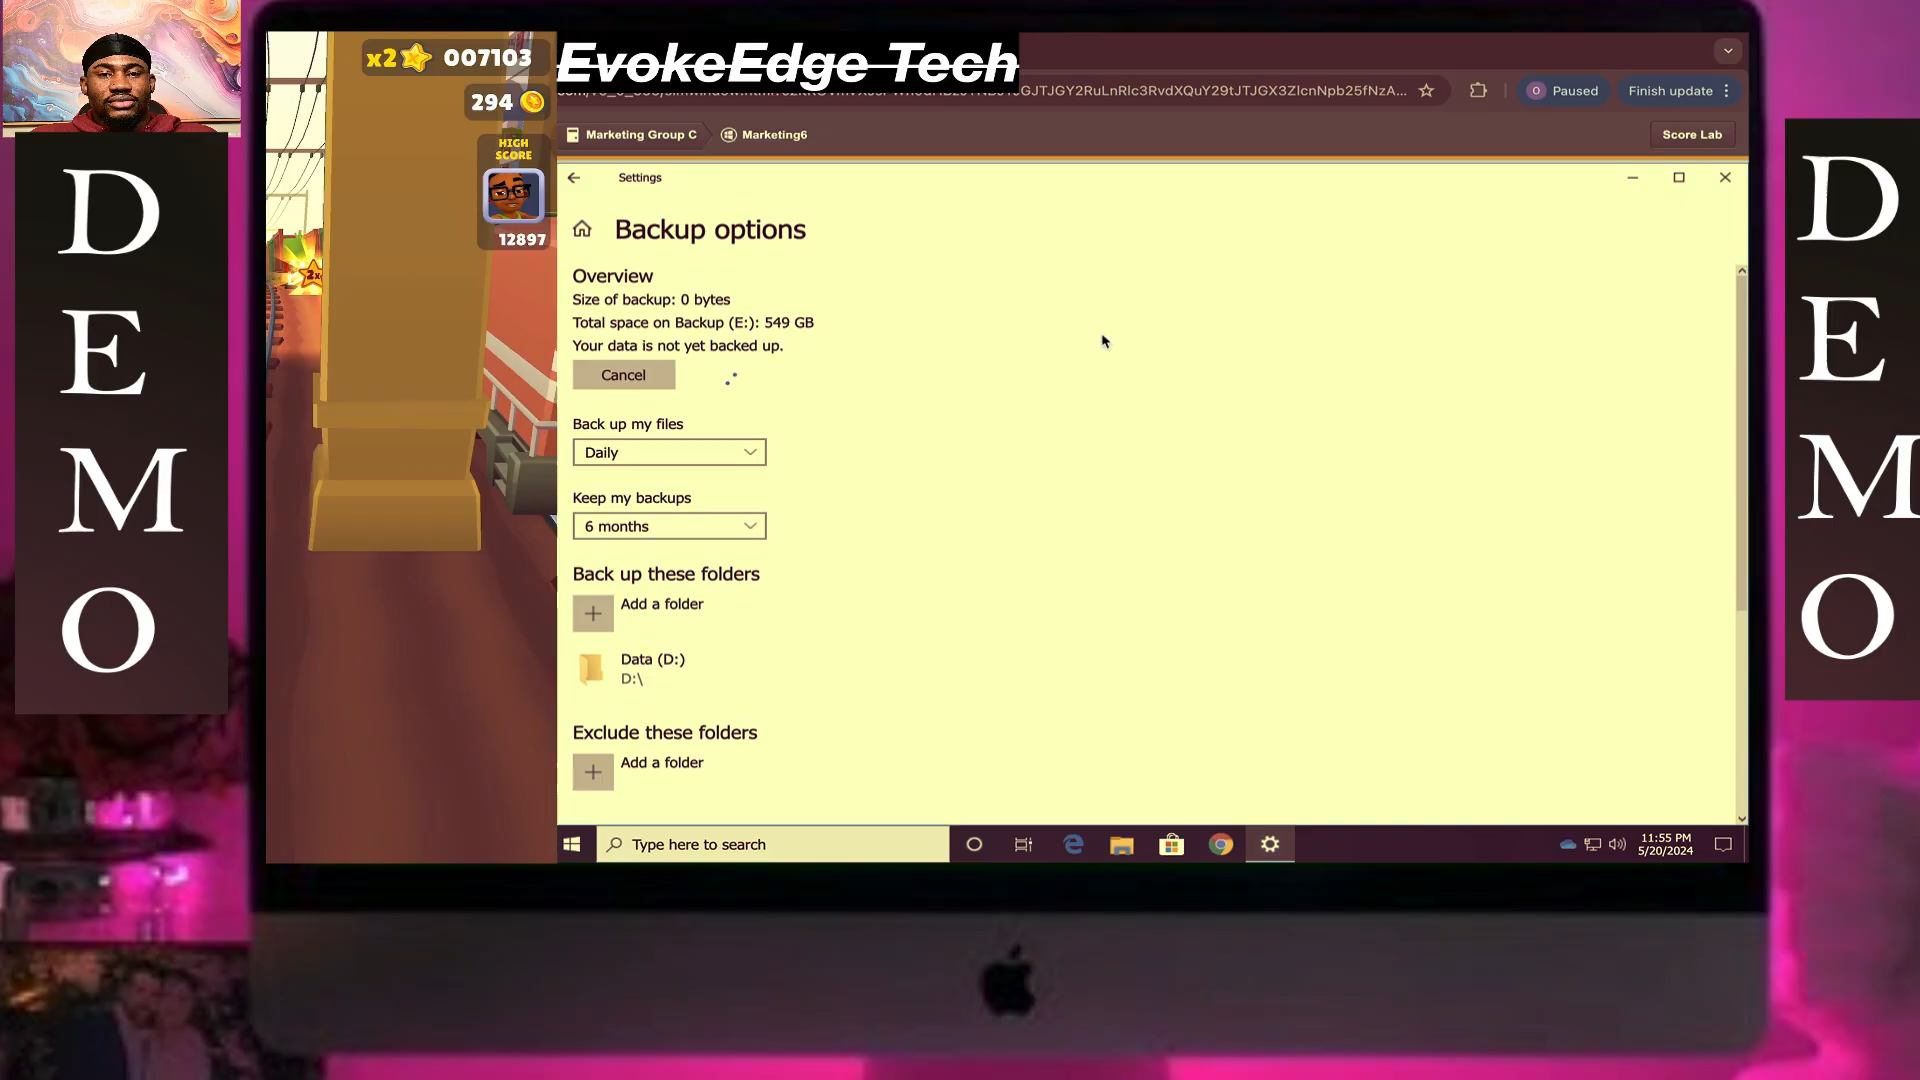 x2 007103
294
HIGH
SCORE
12897
EvokeEdge Tech
Paused
Finish update
Marketing Group C
Marketing6
Score Lab
Settings
Backup options
Overview
Size of backup: 0 bytes
Total space on Backup (E:): 549 GB
Your data is not yet backed up.
Cancel
Back up my files
Daily
Keep my backups
6 months
Back up these folders
Add a folder
Data (D:)
D:\
Exclude these folders
Add a folder
Type here to search
11:55 PM
5/20/2024
DEMO
DEMO